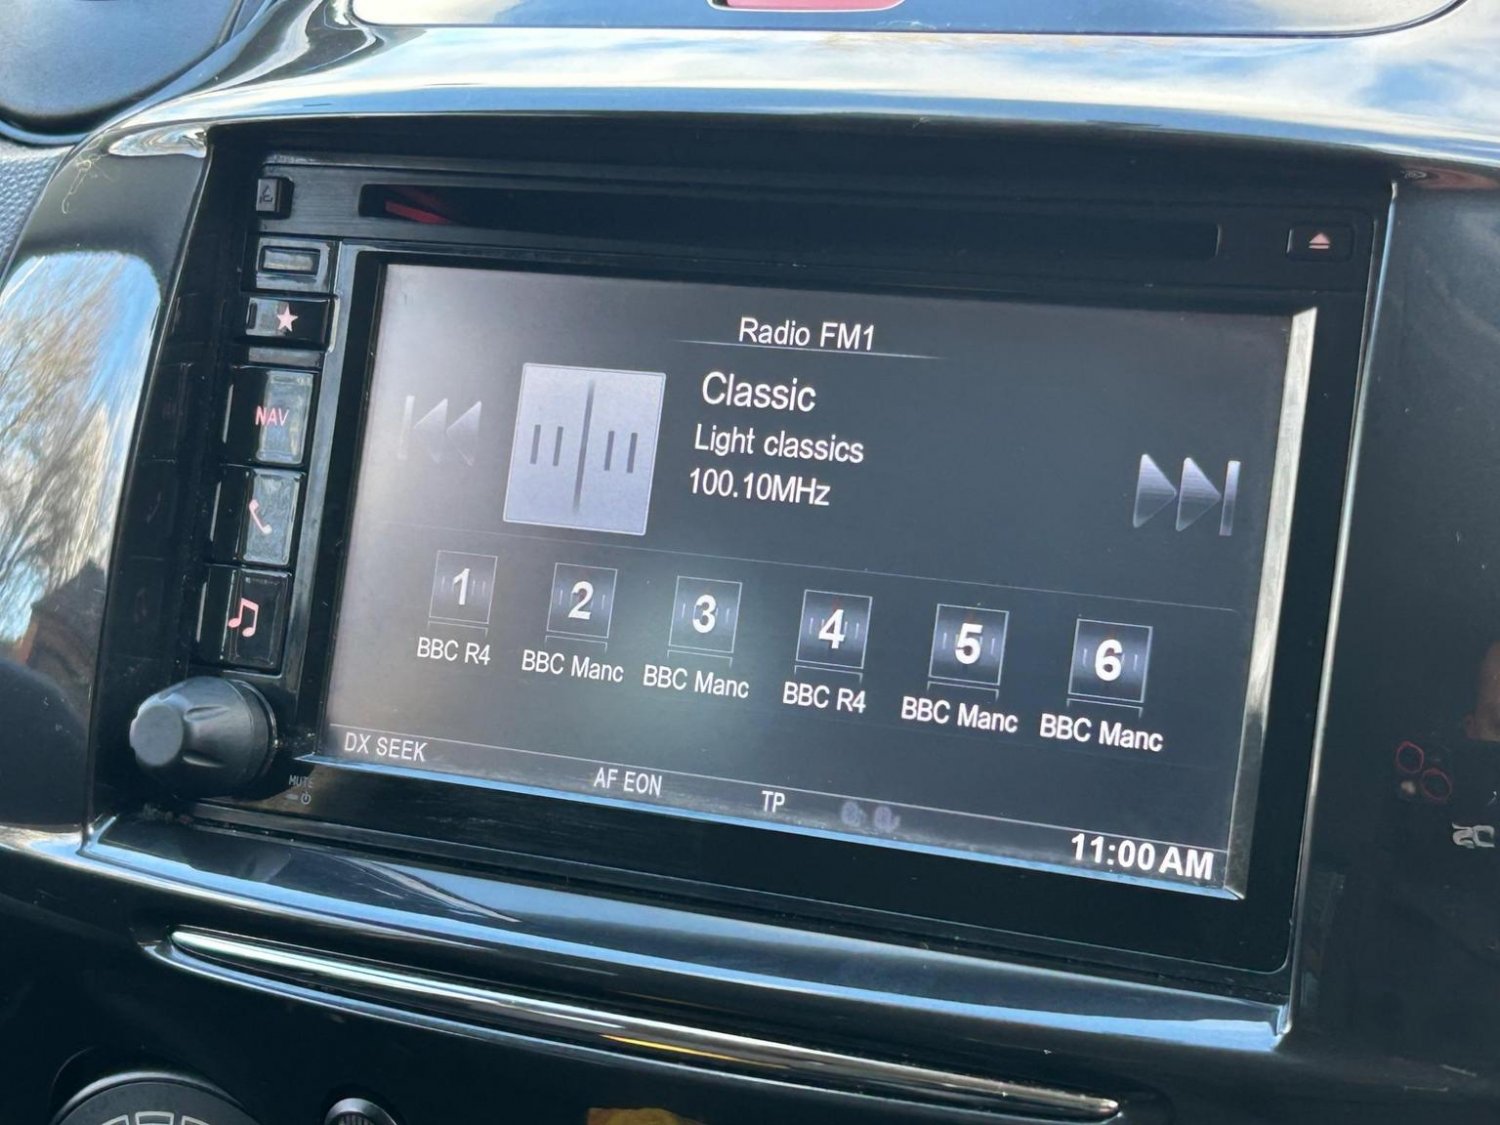 Radio FM1
Classic
Light classics
100.10MHz
NAV
1 2 3 4 5 6
BBC R4 BBC Manc BBC Manc BBC R4 BBC Manc BBC Manc
DX SEEK AF EON TP
11:00 AM
MUTE